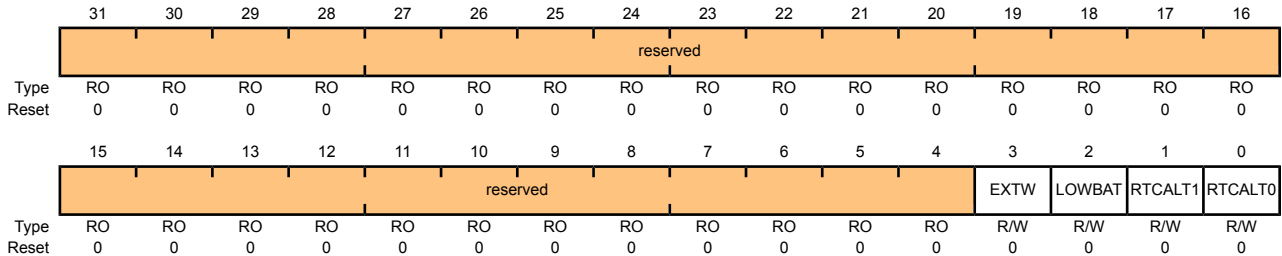 31 30 29 28 27 26 25 24 23 22 21 20 19 18 17 16
reserved
Type RO RO RO RO RO RO RO RO RO RO RO RO RO RO RO RO
Reset 0 0 0 0 0 0 0 0 0 0 0 0 0 0 0 0
15 14 13 12 11 10 9 8 7 6 5 4 3 2 1 0
reserved EXTW LOWBAT RTCALT1 RTCALT0
Type RO RO RO RO RO RO RO RO RO RO RO RO R/W R/W R/W R/W
Reset 0 0 0 0 0 0 0 0 0 0 0 0 0 0 0 0